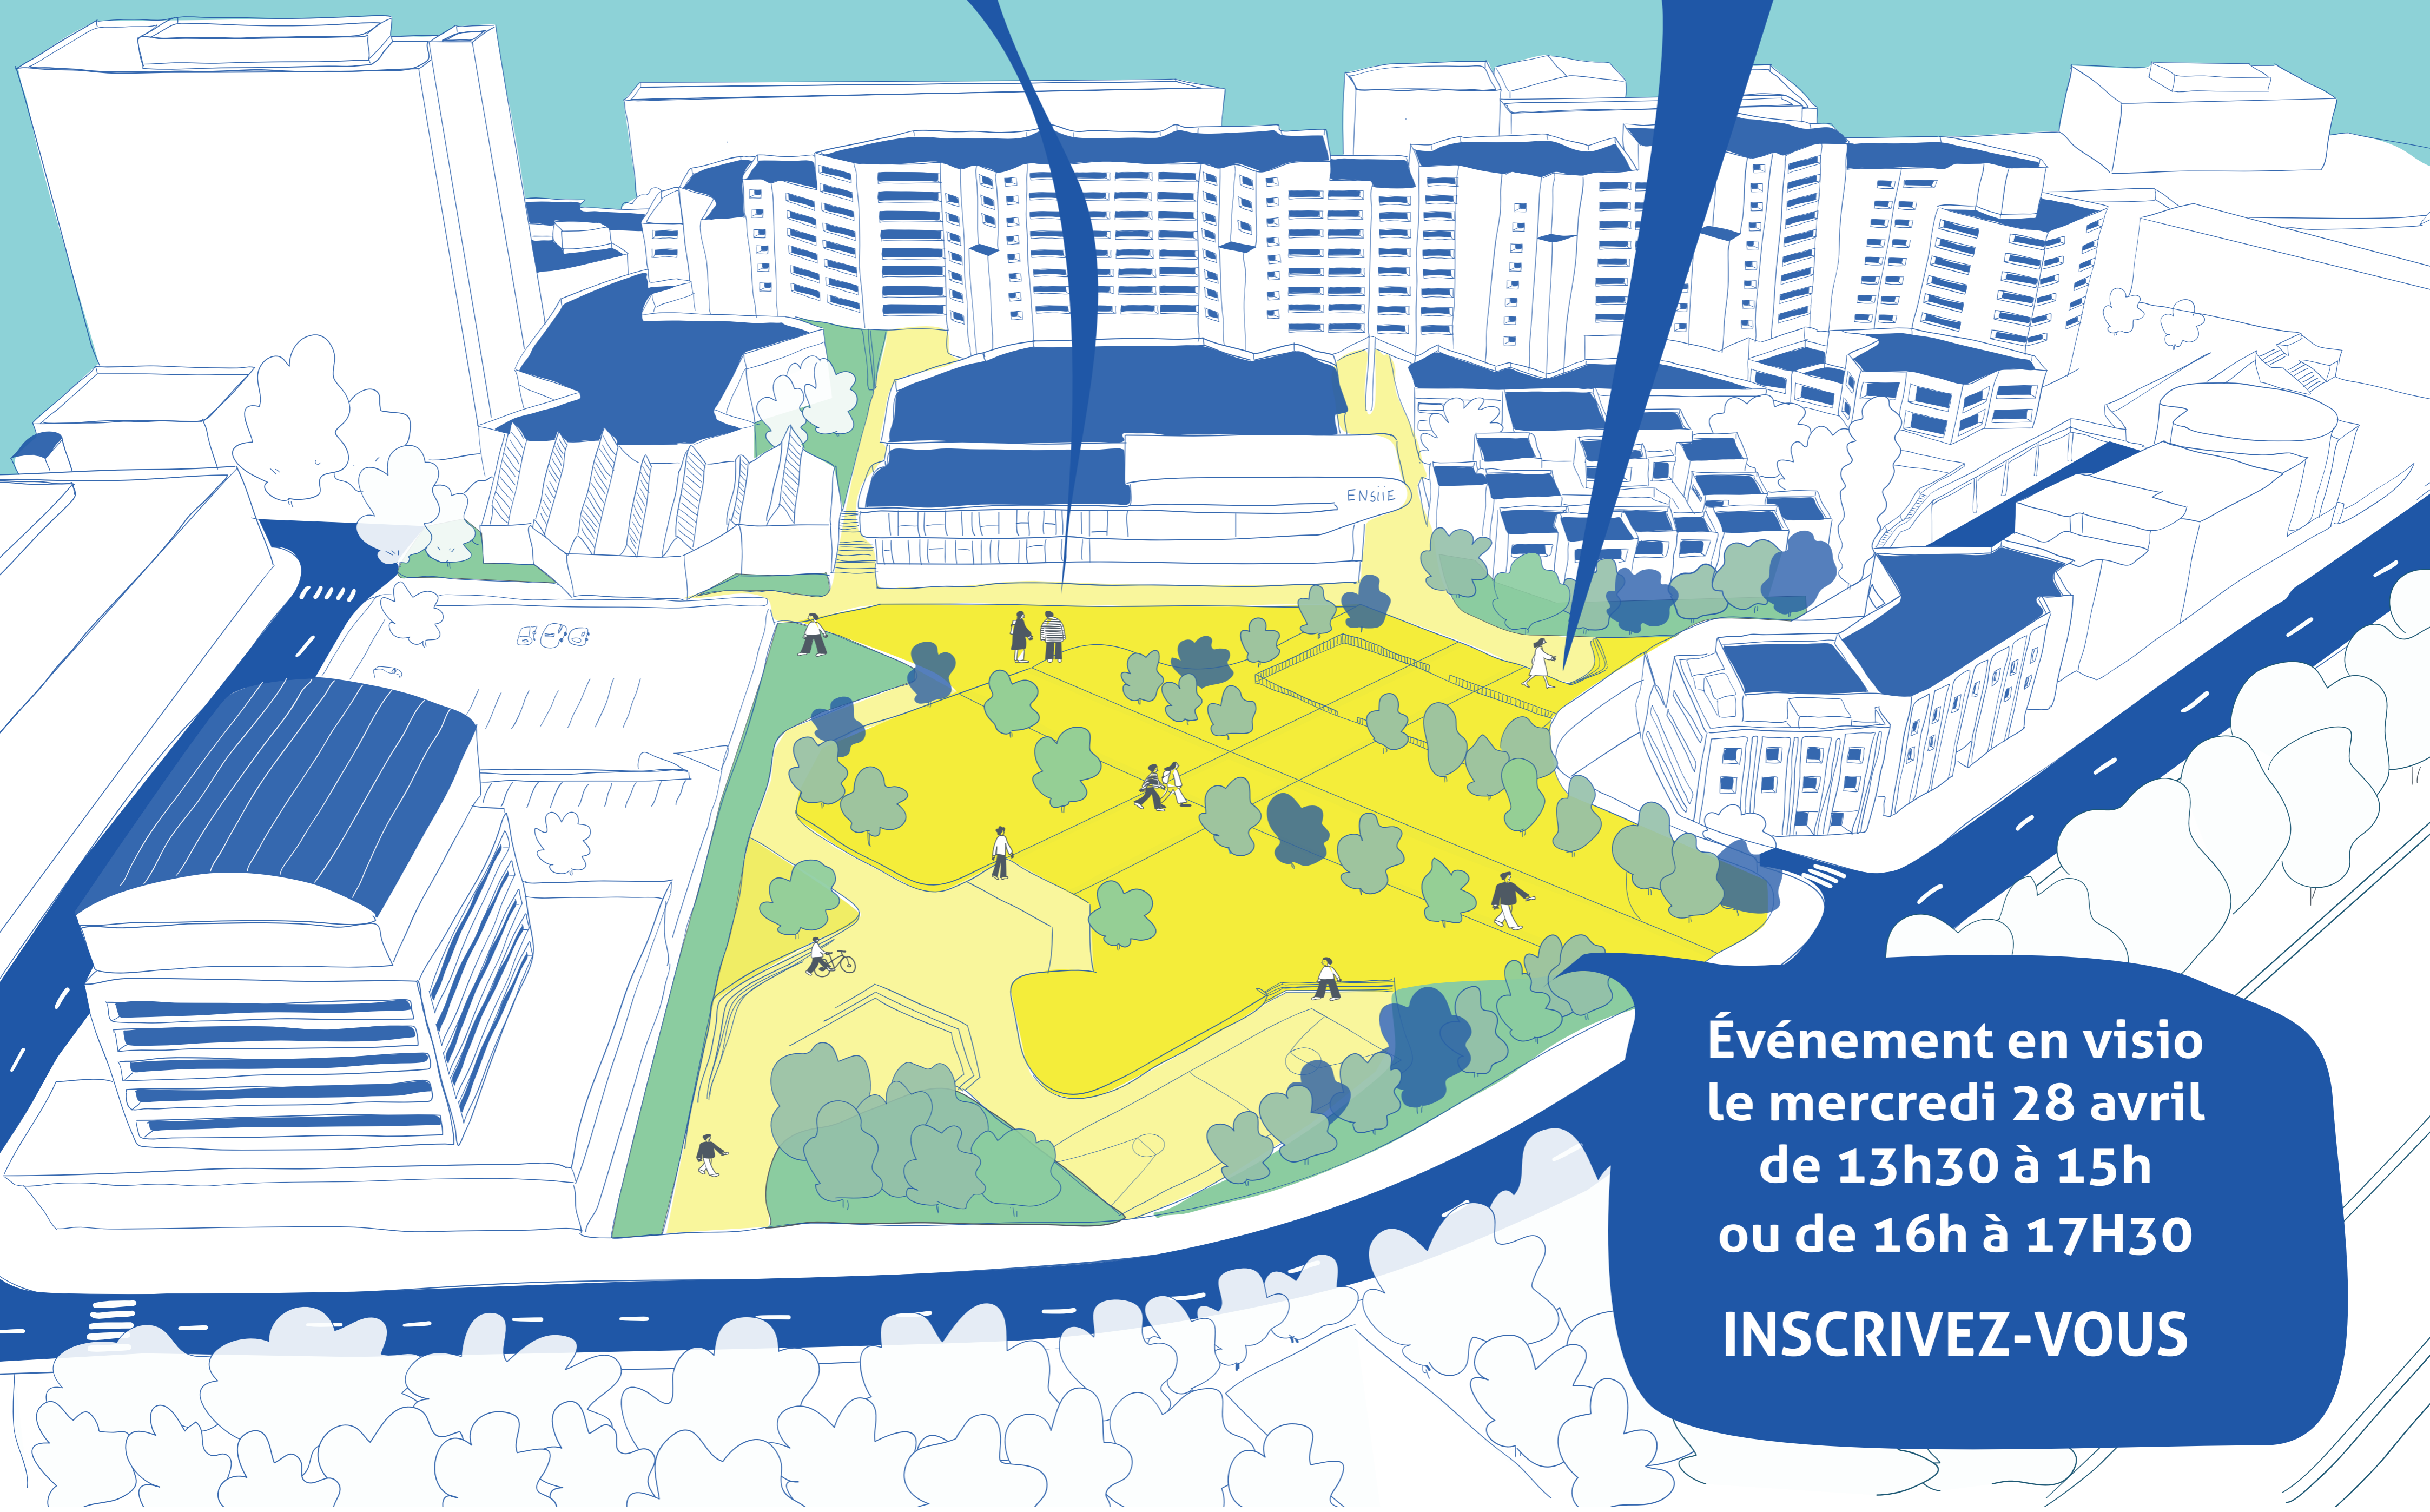 ENSIIE
Événement en visio
le mercredi 28 avril
de 13h30 à 15h
ou de 16h à 17H30
INSCRIVEZ-VOUS